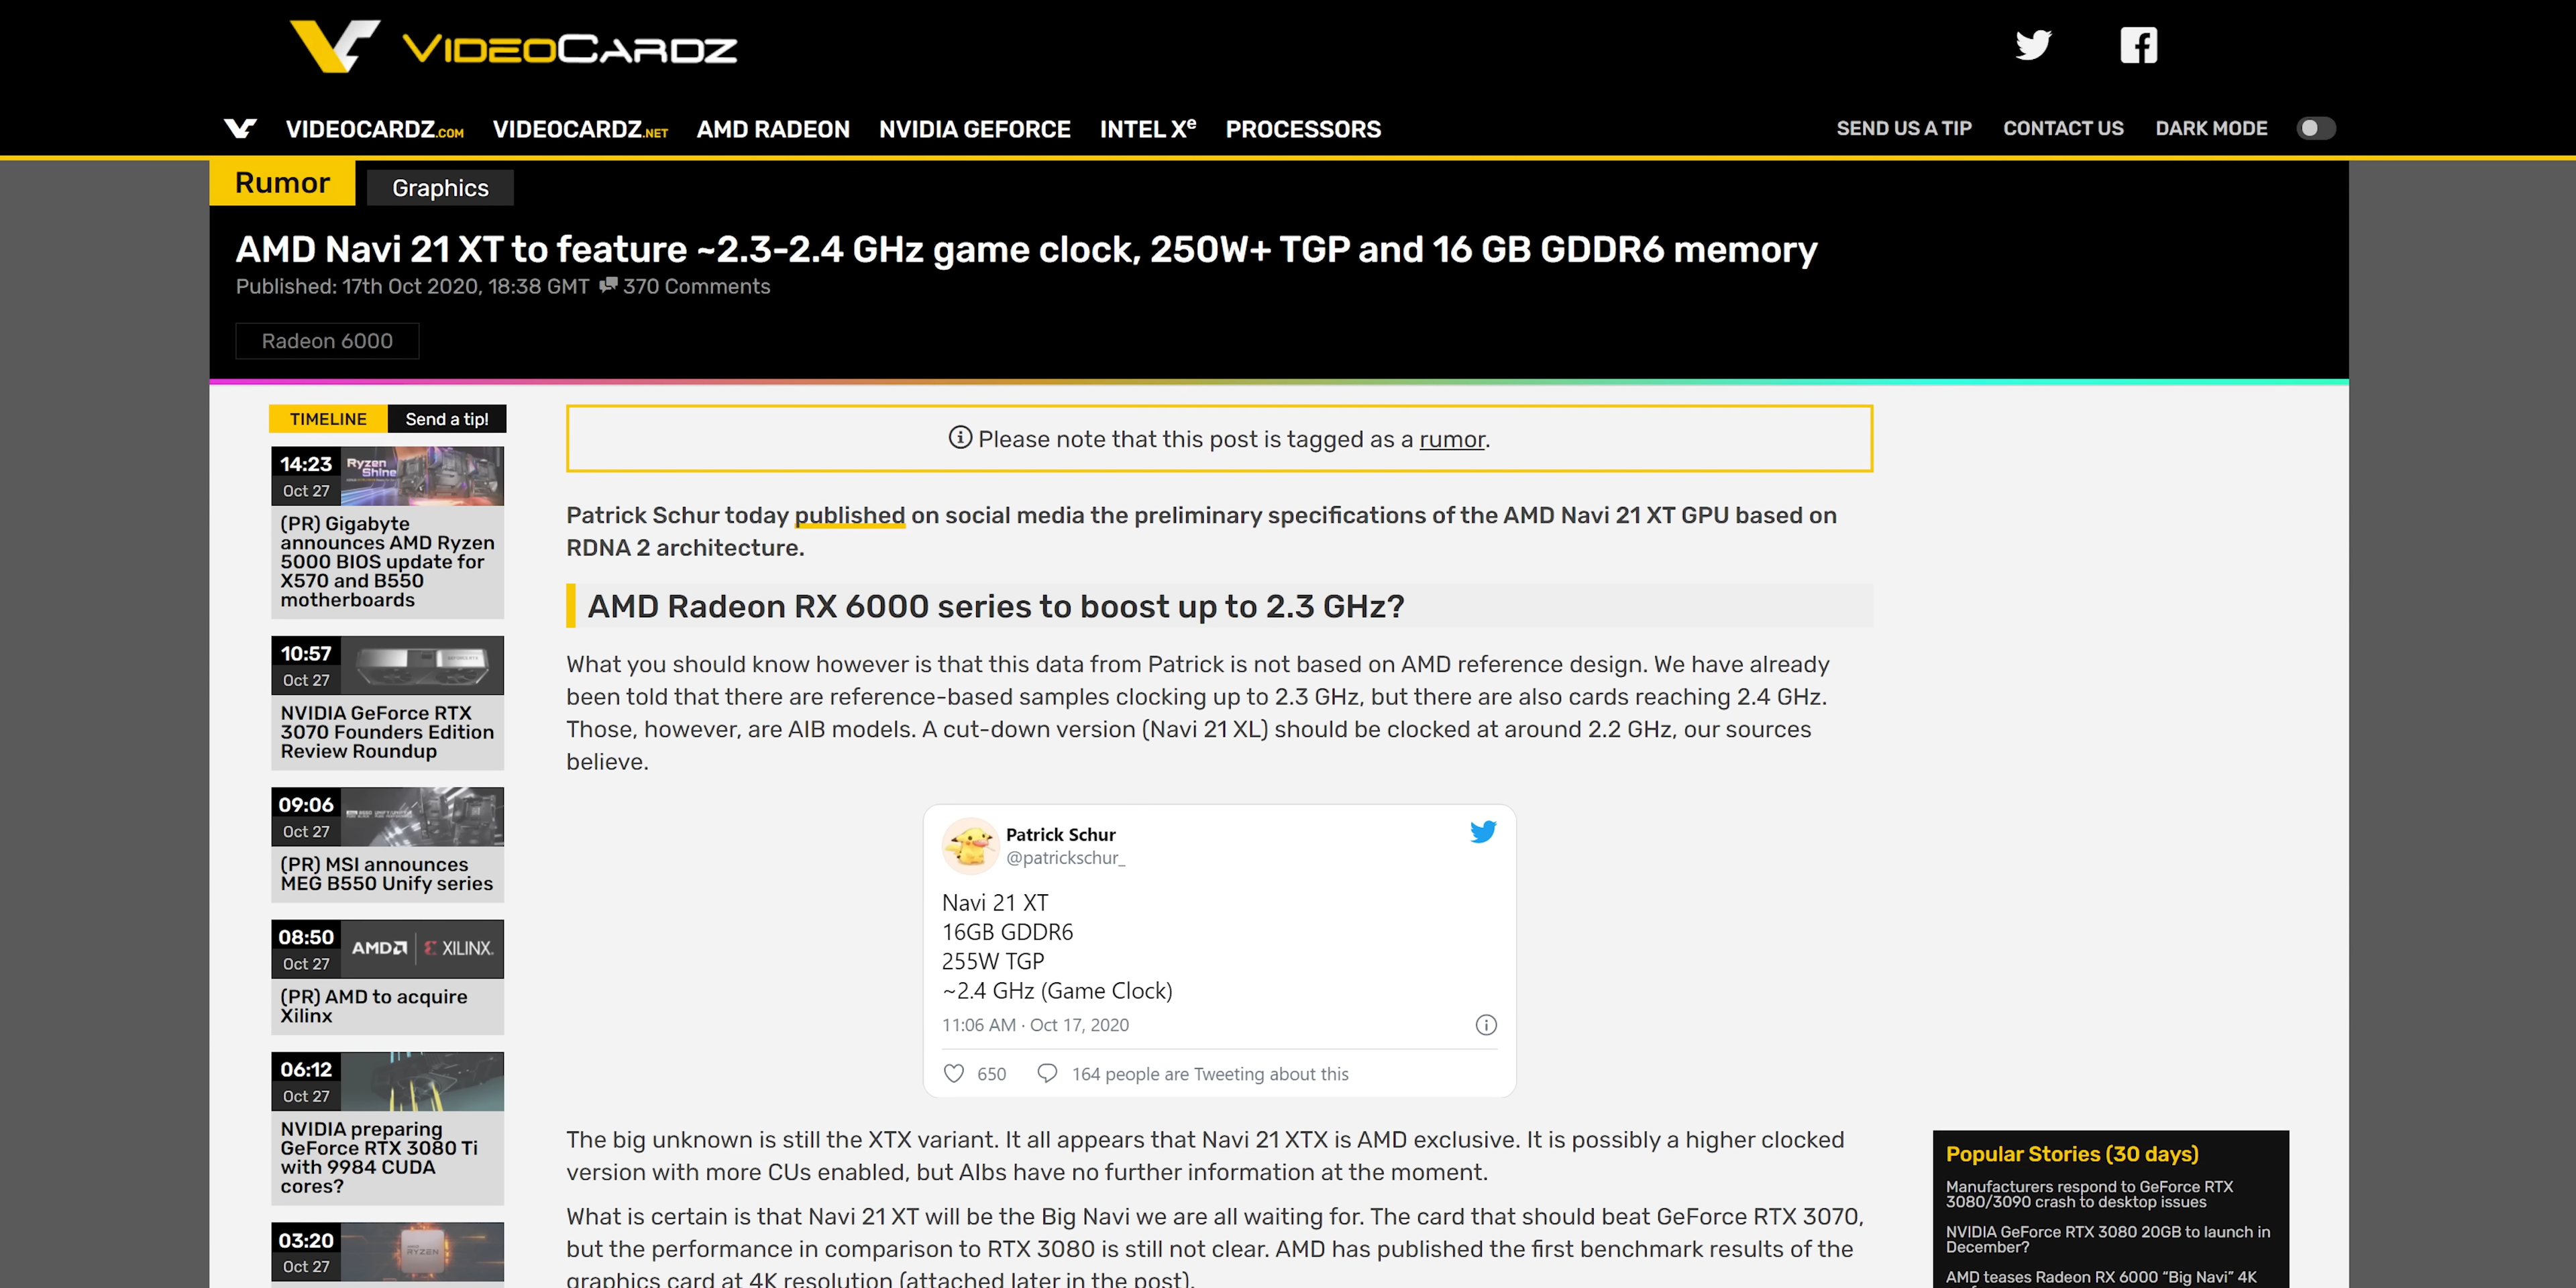 VIDEOCARDZ
VIDEOCARDZ.COM VIDEOCARDZ.NET AMD RADEON NVIDIA GEFORCE INTEL Xe PROCESSORS SEND US A TIP CONTACT US DARK MODE
Rumor Graphics
AMD Navi 21 XT to feature ~2.3-2.4 GHz game clock, 250W+ TGP and 16 GB GDDR6 memory
Published: 17th Oct 2020, 18:38 GMT 370 Comments
Radeon 6000
TIMELINE Send a tip!
14:23
Oct 27
Ryzen
Shine
(PR) Gigabyte
announces AMD Ryzen
5000 BIOS update for
X570 and B550
motherboards
10:57
Oct 27
NVIDIA GeForce RTX
3070 Founders Edition
Review Roundup
09:06
Oct 27
(PR) MSI announces
MEG B550 Unify series
08:50
Oct 27
AMD XILINX
(PR) AMD to acquire
Xilinx
06:12
Oct 27
NVIDIA preparing
GeForce RTX 3080 Ti
with 9984 CUDA
cores?
03:20
Oct 27
RYZEN
Please note that this post is tagged as a rumor.
Patrick Schur today published on social media the preliminary specifications of the AMD Navi 21 XT GPU based on
RDNA 2 architecture.
AMD Radeon RX 6000 series to boost up to 2.3 GHz?
What you should know however is that this data from Patrick is not based on AMD reference design. We have already
been told that there are reference-based samples clocking up to 2.3 GHz, but there are also cards reaching 2.4 GHz.
Those, however, are AIB models. A cut-down version (Navi 21 XL) should be clocked at around 2.2 GHz, our sources
believe.
Patrick Schur
@patrickschur_
Navi 21 XT
16GB GDDR6
255W TGP
~2.4 GHz (Game Clock)
11:06 AM · Oct 17, 2020
650 164 people are Tweeting about this
The big unknown is still the XTX variant. It all appears that Navi 21 XTX is AMD exclusive. It is possibly a higher clocked
version with more CUs enabled, but AIbs have no further information at the moment.
What is certain is that Navi 21 XT will be the Big Navi we are all waiting for. The card that should beat GeForce RTX 3070,
but the performance in comparison to RTX 3080 is still not clear. AMD has published the first benchmark results of the
graphics card at 4K resolution (attached later in the post).
Popular Stories (30 days)
Manufacturers respond to GeForce RTX
3080/3090 crash to desktop issues
NVIDIA GeForce RTX 3080 20GB to launch in
December?
AMD teases Radeon RX 6000 “Big Navi” 4K